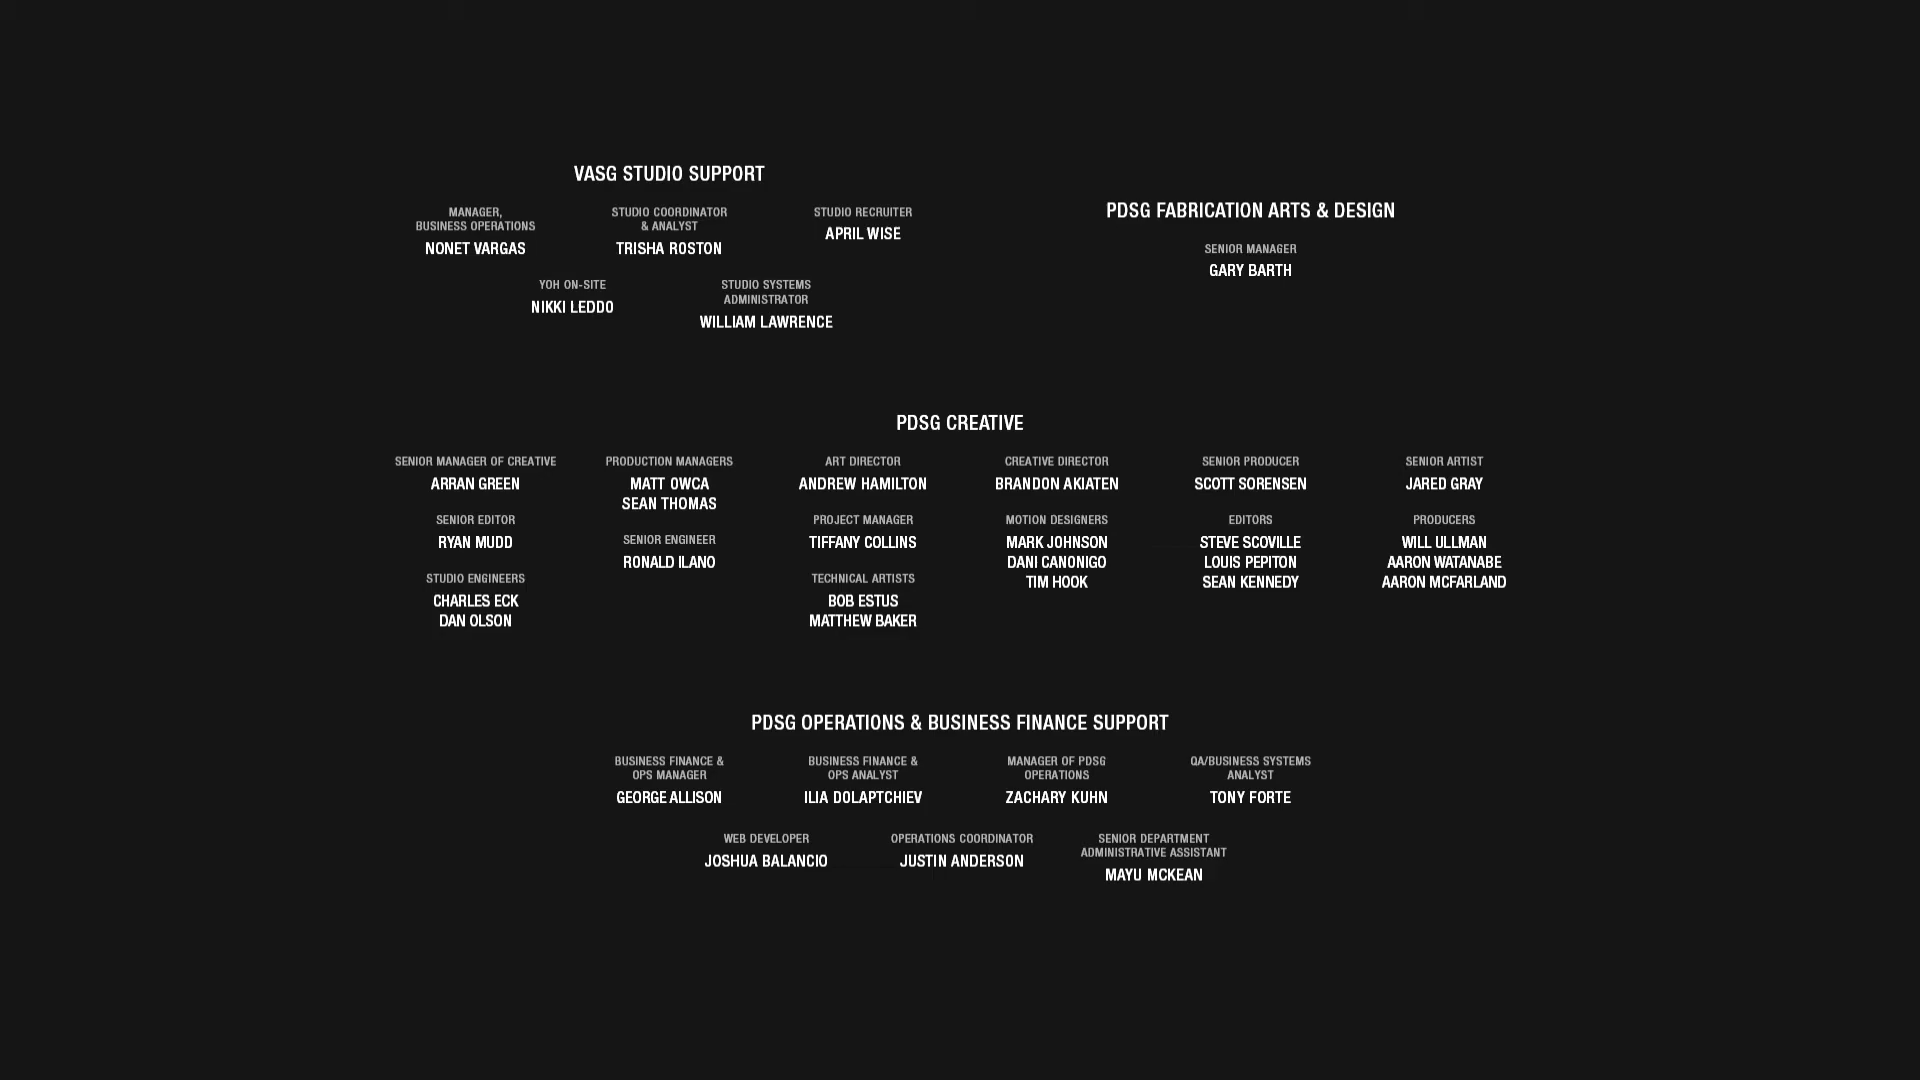 VASG STUDIO SUPPORT
MANAGER,
BUSINESS OPERATIONS
NONET VARGAS
STUDIO COORDINATOR
& ANALYST
TRISHA ROSTON
STUDIO RECRUITER
APRIL WISE
YOH ON-SITE
NIKKI LEDDO
STUDIO SYSTEMS
ADMINISTRATOR
WILLIAM LAWRENCE
PDSG FABRICATION ARTS & DESIGN
SENIOR MANAGER
GARY BARTH
PDSG CREATIVE
SENIOR MANAGER OF CREATIVE
ARRAN GREEN
SENIOR EDITOR
RYAN MUDD
STUDIO ENGINEERS
CHARLES ECK
DAN OLSON
PRODUCTION MANAGERS
MATT OWCA
SEAN THOMAS
SENIOR ENGINEER
RONALD ILANO
ART DIRECTOR
ANDREW HAMILTON
PROJECT MANAGER
TIFFANY COLLINS
TECHNICAL ARTISTS
BOB ESTUS
MATTHEW BAKER
CREATIVE DIRECTOR
BRANDON AKIATEN
MOTION DESIGNERS
MARK JOHNSON
DANI CANONIGO
TIM HOOK
SENIOR PRODUCER
SCOTT SORENSEN
EDITORS
STEVE SCOVILLE
LOUIS PEPITON
SEAN KENNEDY
SENIOR ARTIST
JARED GRAY
PRODUCERS
WILL ULLMAN
AARON WATANABE
AARON MCFARLAND
PDSG OPERATIONS & BUSINESS FINANCE SUPPORT
BUSINESS FINANCE &
OPS MANAGER
GEORGE ALLISON
BUSINESS FINANCE &
OPS ANALYST
ILIA DOLAPTCHIEV
MANAGER OF PDSG
OPERATIONS
ZACHARY KUHN
QA/BUSINESS SYSTEMS
ANALYST
TONY FORTE
WEB DEVELOPER
JOSHUA BALANCIO
OPERATIONS COORDINATOR
JUSTIN ANDERSON
SENIOR DEPARTMENT
ADMINISTRATIVE ASSISTANT
MAYU MCKEAN